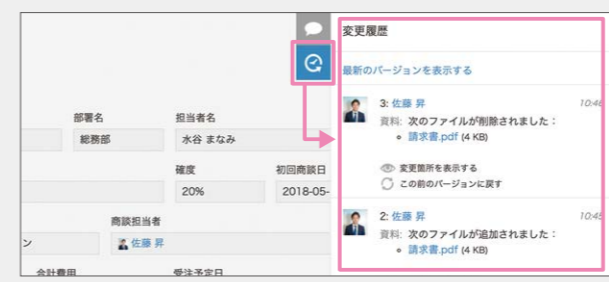 変更履歴
最新のバージョンを表示する
部署名 担当者名
総務部 水谷 まなみ
確度 初回商談日
20% 2018-05-
商談担当者
ン 佐藤 昇
会計費用 受注予定日
3: 佐藤 昇 10:46
資料: 次のファイルが削除されました：
請求書.pdf (4 KB)
変更箇所を表示する
この前のバージョンに戻す
2: 佐藤 昇 10:45
資料: 次のファイルが追加されました：
請求書.pdf (4 KB)